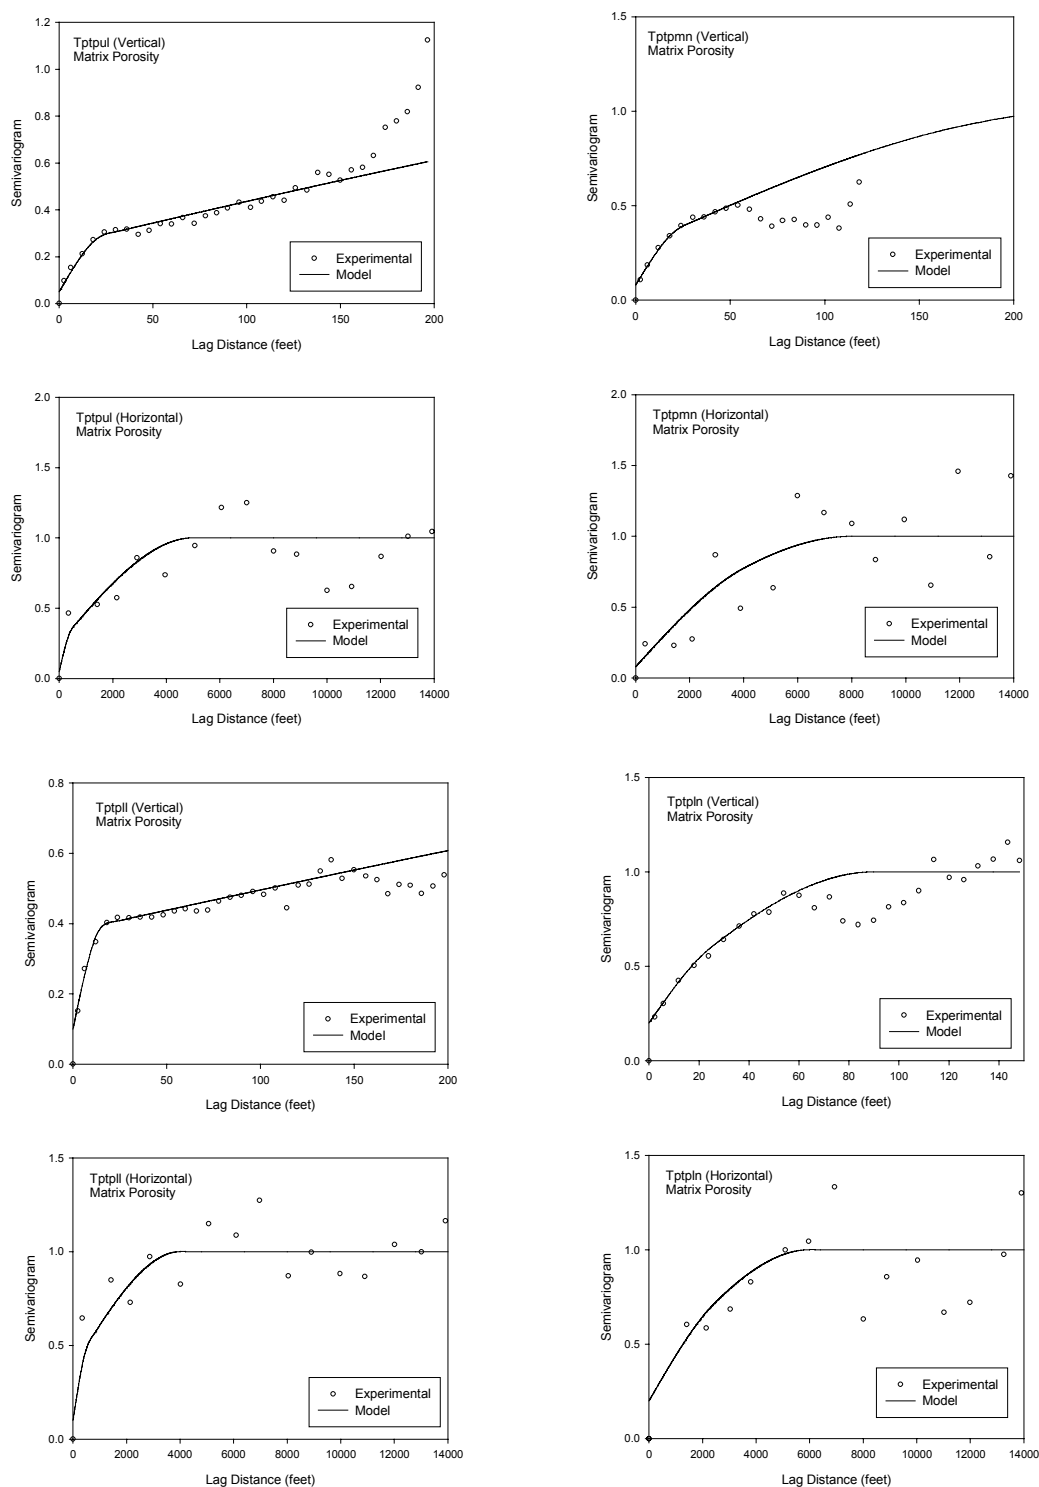 Tptpul (Vertical)
Matrix Porosity
Semivariogram
1.2
1.0
0.8
0.6
0.4
0.2
0.0
Experimental
Model
0 50 100 150 200
Lag Distance (feet)
Tptpmn (Vertical)
Matrix Porosity
Semivariogram
1.5
1.0
0.5
0.0
Experimental
Model
0 50 100 150 200
Lag Distance (feet)
Tptpul (Horizontal)
Matrix Porosity
Semivariogram
2.0
1.5
1.0
0.5
0.0
Experimental
Model
0 2000 4000 6000 8000 10000 12000 14000
Lag Distance (feet)
Tptpmn (Horizontal)
Matrix Porosity
Semivariogram
2.0
1.5
1.0
0.5
0.0
Experimental
Model
0 2000 4000 6000 8000 10000 12000 14000
Lag Distance (feet)
Tptpll (Vertical)
Matrix Porosity
Semivariogram
0.8
0.6
0.4
0.2
0.0
Experimental
Model
0 50 100 150 200
Lag Distance (feet)
Tptpln (Vertical)
Matrix Porosity
Semivariogram
1.5
1.0
0.5
0.0
Experimental
Model
0 20 40 60 80 100 120 140
Lag Distance (feet)
Tptpll (Horizontal)
Matrix Porosity
Semivariogram
1.5
1.0
0.5
0.0
Experimental
Model
0 2000 4000 6000 8000 10000 12000 14000
Lag Distance (feet)
Tptpln (Horizontal)
Matrix Porosity
Semivariogram
1.5
1.0
0.5
0.0
Experimental
Model
0 2000 4000 6000 8000 10000 12000 14000
Lag Distance (feet)